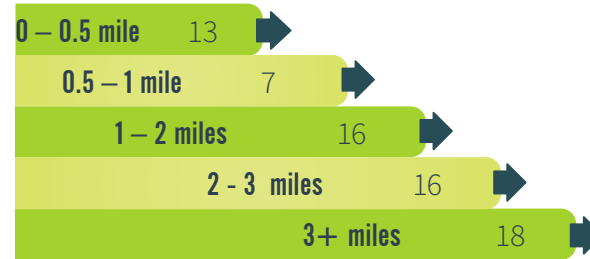 0 – 0.5 mile 13
0.5 – 1 mile 7
1 – 2 miles 16
2 - 3 miles 16
3+ miles 18